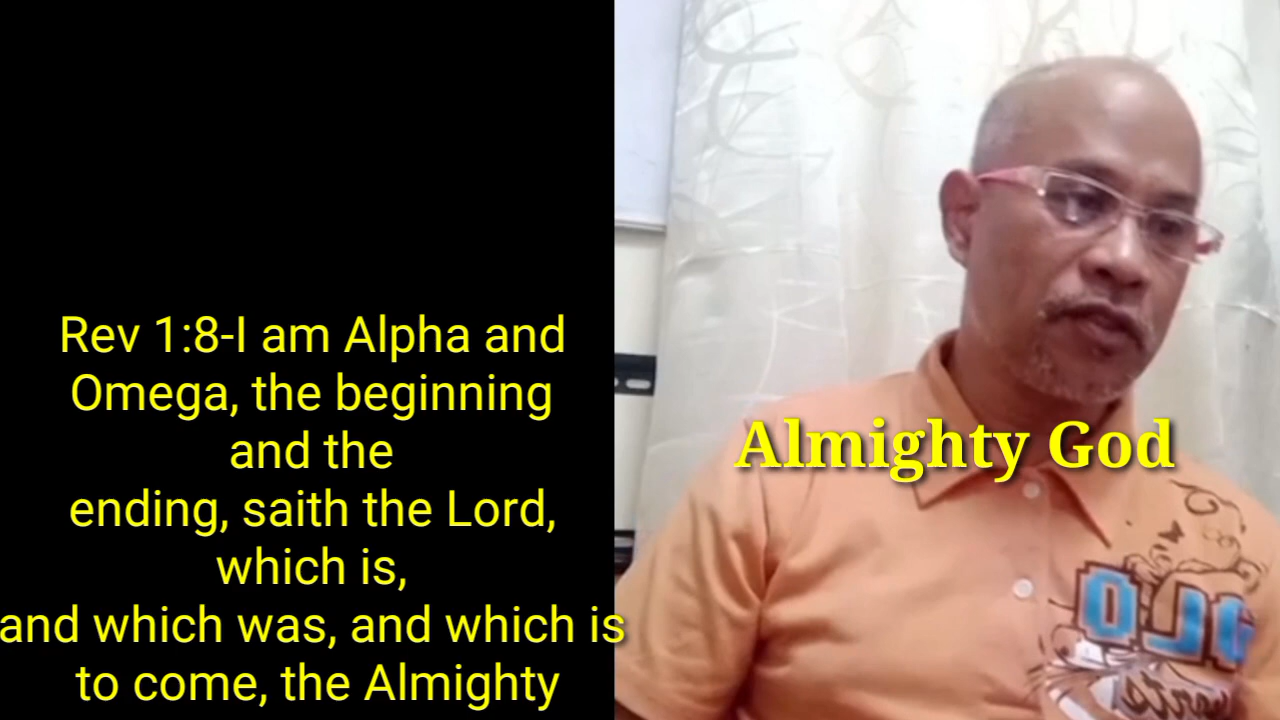 Rev 1:8-I am Alpha and
Omega, the beginning
and the
ending, saith the Lord,
which is,
and which was, and which is
to come, the Almighty
Almighty God